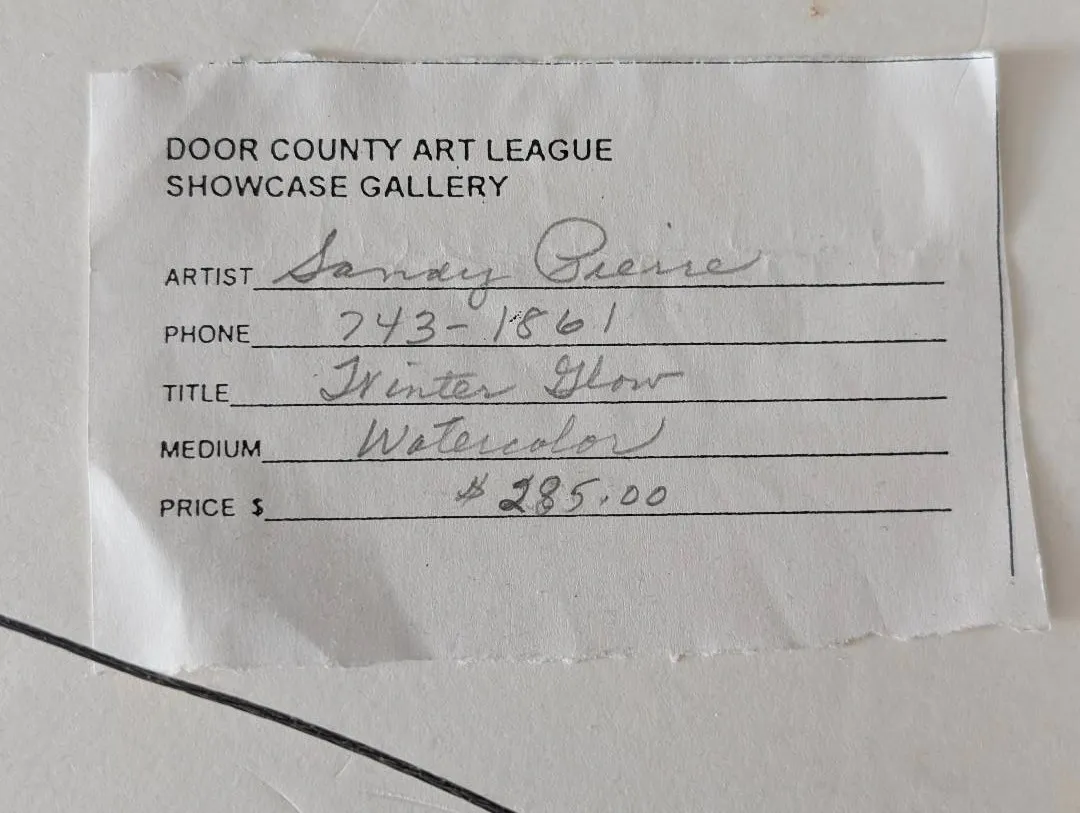 DOOR COUNTY ART LEAGUE
SHOWCASE GALLERY
ARTIST Sandy Pierre
PHONE 743-1861
TITLE Winter Glow
MEDIUM Watercolor
PRICE $ $285.00